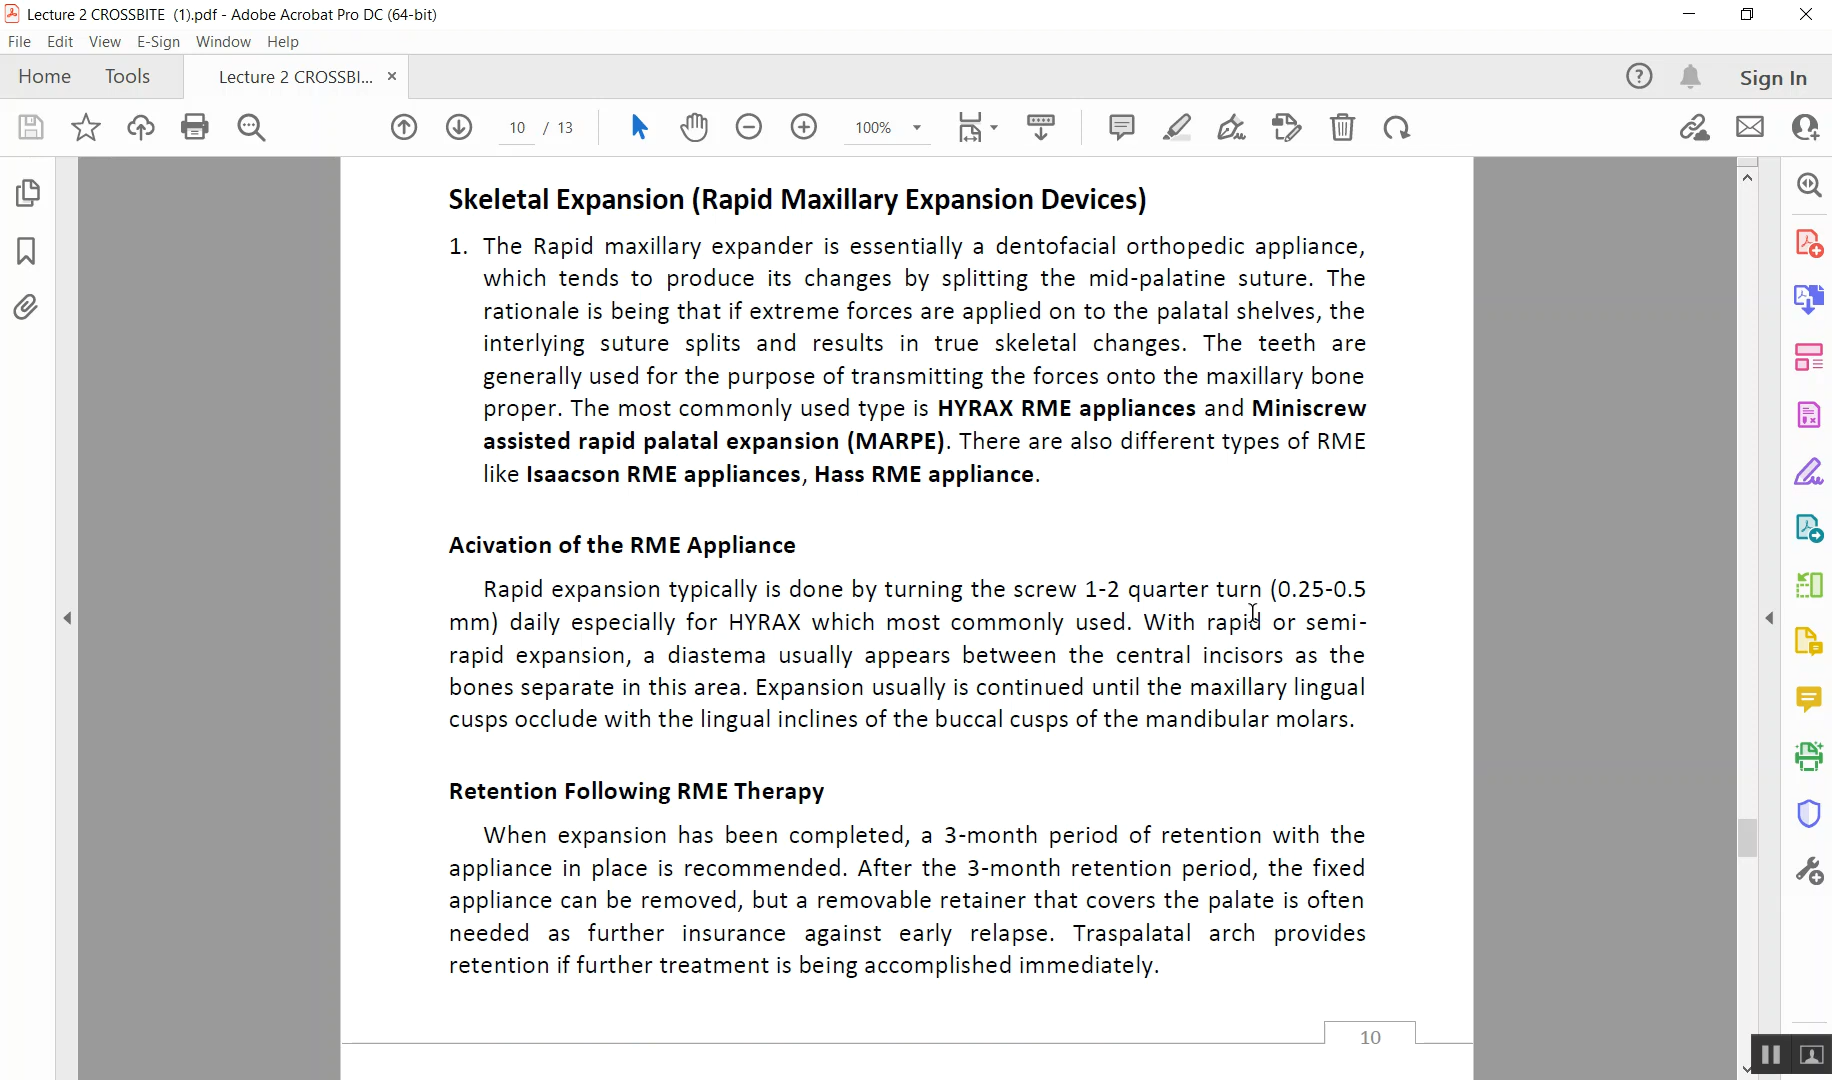 Lecture 2 CROSSBITE (1).pdf - Adobe Acrobat Pro DC (64-bit)
File Edit View E-Sign Window Help
Home Tools Lecture 2 CROSSBI... × Sign In
10 / 13 100%
Skeletal Expansion (Rapid Maxillary Expansion Devices)
1. The Rapid maxillary expander is essentially a dentofacial orthopedic appliance,
which tends to produce its changes by splitting the mid-palatine suture. The
rationale is being that if extreme forces are applied on to the palatal shelves, the
interlying suture splits and results in true skeletal changes. The teeth are
generally used for the purpose of transmitting the forces onto the maxillary bone
proper. The most commonly used type is HYRAX RME appliances and Miniscrew
assisted rapid palatal expansion (MARPE). There are also different types of RME
like Isaacson RME appliances, Hass RME appliance.
Acivation of the RME Appliance
Rapid expansion typically is done by turning the screw 1-2 quarter turn (0.25-0.5
mm) daily especially for HYRAX which most commonly used. With rapid or semi-
rapid expansion, a diastema usually appears between the central incisors as the
bones separate in this area. Expansion usually is continued until the maxillary lingual
cusps occlude with the lingual inclines of the buccal cusps of the mandibular molars.
Retention Following RME Therapy
When expansion has been completed, a 3-month period of retention with the
appliance in place is recommended. After the 3-month retention period, the fixed
appliance can be removed, but a removable retainer that covers the palate is often
needed as further insurance against early relapse. Traspalatal arch provides
retention if further treatment is being accomplished immediately.
10